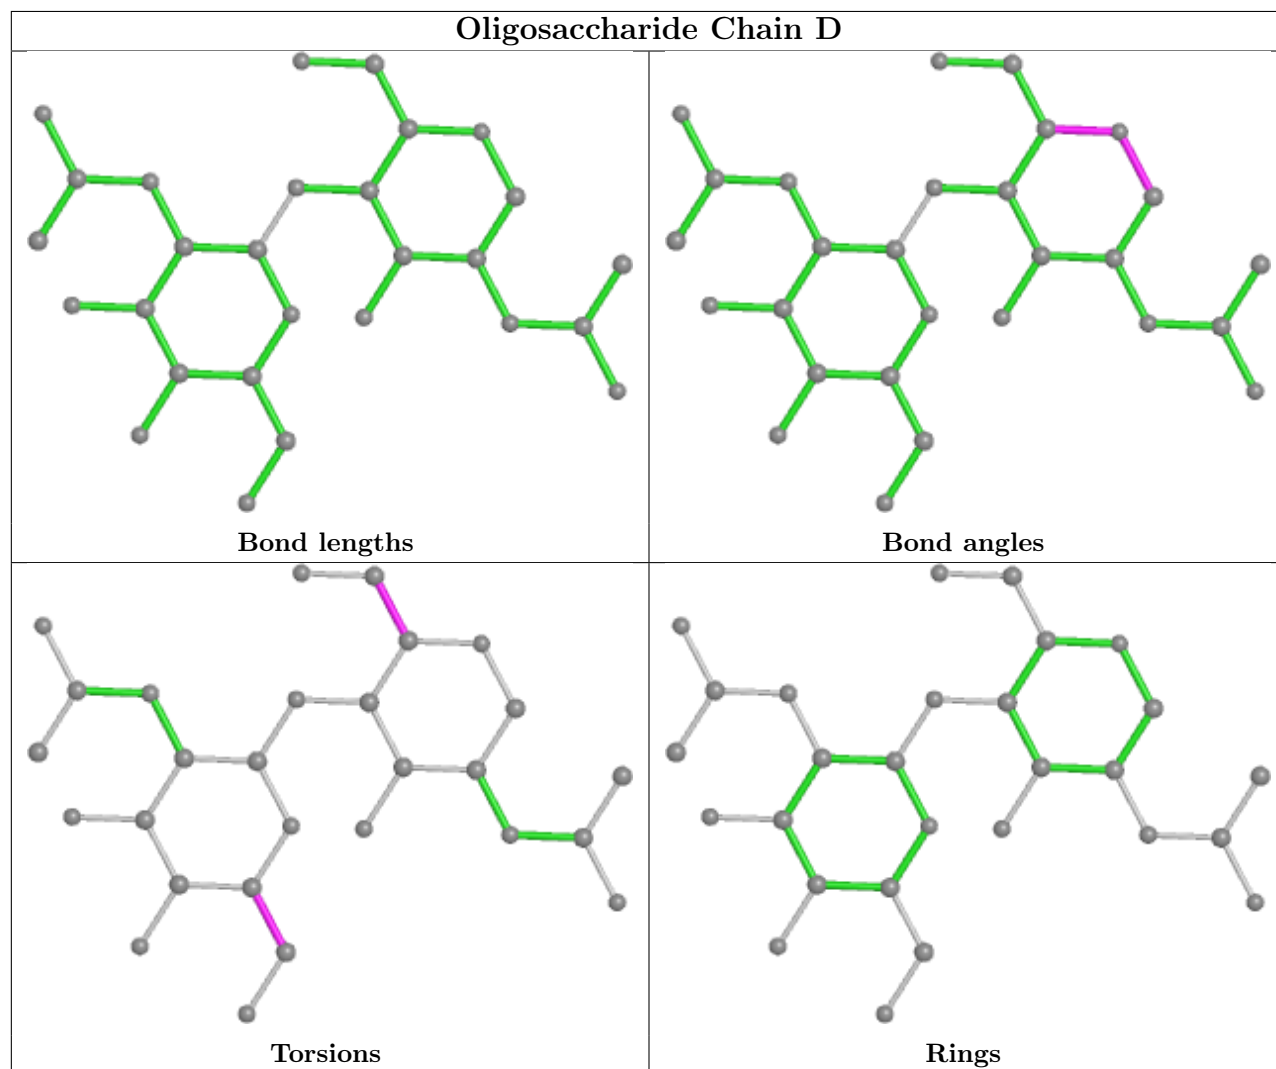 Oligosaccharide Chain D
Bond lengths
Bond angles
Torsions
Rings